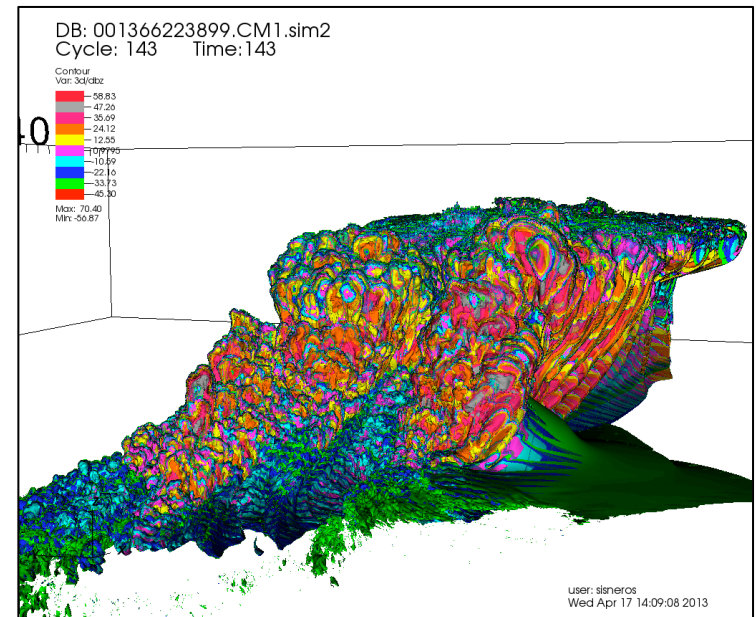 DB: 001366223899.CM1.sim2
Cycle: 143 Time:143
Contour
Var: 3d/dbz
58.83
47.26
35.69
24.12
12.55
0.9795
-10.59
-22.16
-33.73
-45.30
Max: 70.40
Min: -56.87
40
user: sisneros
Wed Apr 17 14:09:08 2013